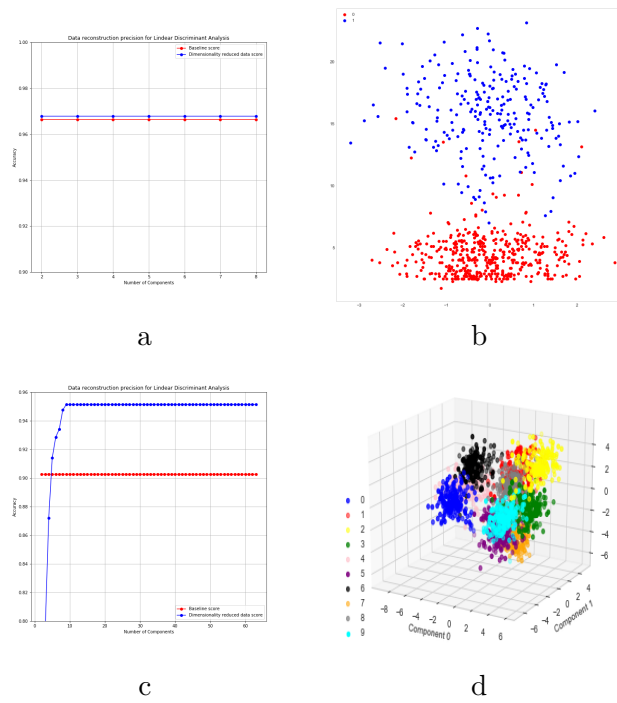 Data reconstruction precision for Lindear Discriminant Analysis
1.00
0.98
0.96
0.94
0.92
0.90
Accuracy
Baseline score
Dimensionality reduced data score
2 3 4 5 6 7 8
Number of Components
a
0
1
20
15
10
5
-3 -2 -1 0 1 2
b
Data reconstruction precision for Lindear Discriminant Analysis
0.96
0.94
0.92
0.90
0.88
0.86
0.84
0.82
0.80
Accuracy
Baseline score
Dimensionality reduced data score
0 10 20 30 40 50 60
Number of Components
c
0
1
2
3
4
5
6
7
8
9
4
2
0
−2
−4
−6
−8 −6 −4 −2 0 2 4 6
Component 0
−6 −4 −2 0 2 4
Component 1
d